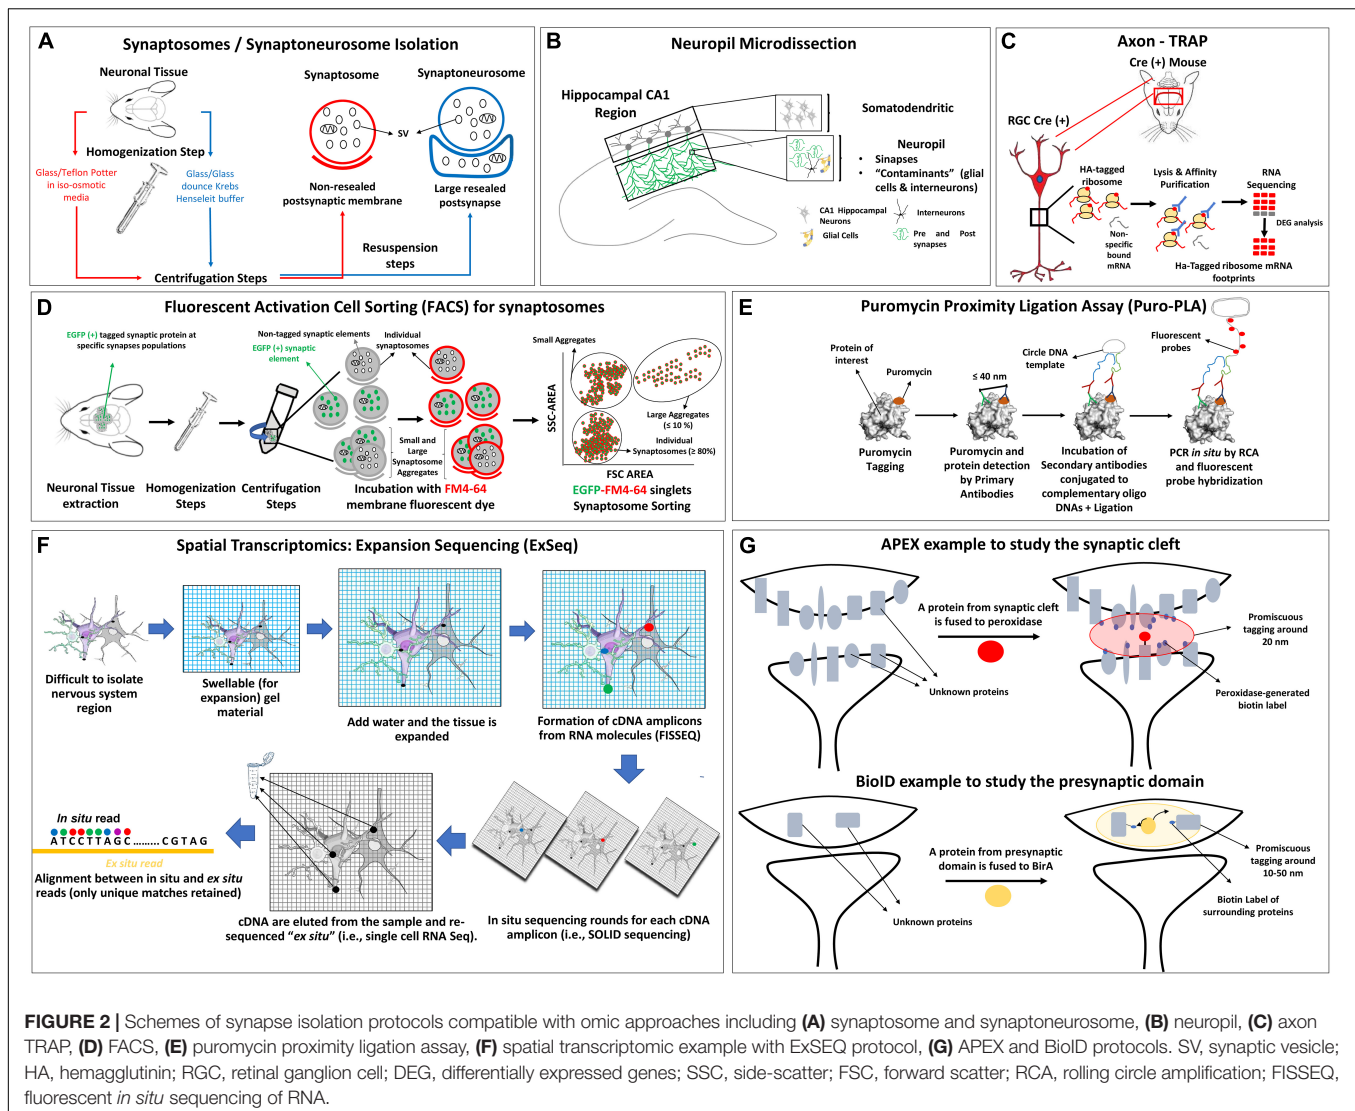 A
Synaptosomes / Synaptoneurosome Isolation
Neuronal Tissue
Homogenization Step
Glass/Teflon Potter
in iso-osmotic
media
Glass/Glass
dounce Krebs
Henseleit buffer
Centrifugation Steps
Synaptosome
Synaptoneurosome
SV
Non-resealed
postsynaptic membrane
Large resealed
postsynapse
Resuspension
steps
B
Neuropil Microdissection
Hippocampal CA1
Region
Somatodendritic
Neuropil
• Sinapses
• “Contaminants” (glial
cells & interneurons)
CA1 Hippocampal
Neurons
Interneurons
Glial Cells
Pre and Post
synapses
C
Axon - TRAP
Cre (+) Mouse
RGC Cre (+)
HA-tagged
ribosome
Lysis & Affinity
Purification
RNA
Sequencing
DEG analysis
Non-
specific
bound
mRNA
Ha-Tagged ribosome mRNA
footprints
D
Fluorescent Activation Cell Sorting (FACS) for synaptosomes
EGFP (+) tagged synaptic protein at
specific synapses populations
Non-tagged synaptic elements
EGFP (+) synaptic
element
Individual
synaptosomes
Small and
Large
Synaptosome
Aggregates
Neuronal Tissue
extraction
Homogenization
Steps
Centrifugation
Steps
Incubation with FM4-64
membrane fluorescent dye
Small Aggregates
SSC-AREA
Large Aggregates
(≤ 10 %)
Individual
Synaptosomes (≥ 80%)
FSC AREA
EGFP-FM4-64 singlets
Synaptosome Sorting
E
Puromycin Proximity Ligation Assay (Puro-PLA)
Protein of
interest
Puromycin
≤ 40 nm
Circle DNA
template
Fluorescent
probes
Puromycin
Tagging
Puromycin and
protein detection
by Primary
Antibodies
Incubation of
Secondary antibodies
conjugated to
complementary oligo
DNAs + Ligation
PCR in situ by RCA
and fluorescent
probe hybridization
F
Spatial Transcriptomics: Expansion Sequencing (ExSeq)
Difficult to isolate
nervous system
region
Swellable (for
expansion) gel
material
Add water and the tissue is
expanded
Formation of cDNA amplicons
from RNA molecules (FISSEQ)
In situ sequencing rounds for each cDNA
amplicon (i.e., SOLID sequencing)
cDNA are eluted from the sample and re-
sequenced “ex situ” (i.e., single cell RNA Seq).
In situ read
A T C C T T A G C ......... C G T A G
Ex situ read
Alignment between in situ and ex situ
reads (only unique matches retained)
G
APEX example to study the synaptic cleft
A protein from synaptic cleft
is fused to peroxidase
Unknown proteins
Promiscuous
tagging around
20 nm
Peroxidase-generated
biotin label
BioID example to study the presynaptic domain
A protein from presynaptic
domain is fused to BirA
Unknown proteins
Promiscuous
tagging around
10-50 nm
Biotin Label of
surrounding proteins
FIGURE 2 | Schemes of synapse isolation protocols compatible with omic approaches including (A) synaptosome and synaptoneurosome, (B) neuropil, (C) axon
TRAP, (D) FACS, (E) puromycin proximity ligation assay, (F) spatial transcriptomic example with ExSEQ protocol, (G) APEX and BioID protocols. SV, synaptic vesicle;
HA, hemagglutinin; RGC, retinal ganglion cell; DEG, differentially expressed genes; SSC, side-scatter; FSC, forward scatter; RCA, rolling circle amplification; FISSEQ,
fluorescent in situ sequencing of RNA.